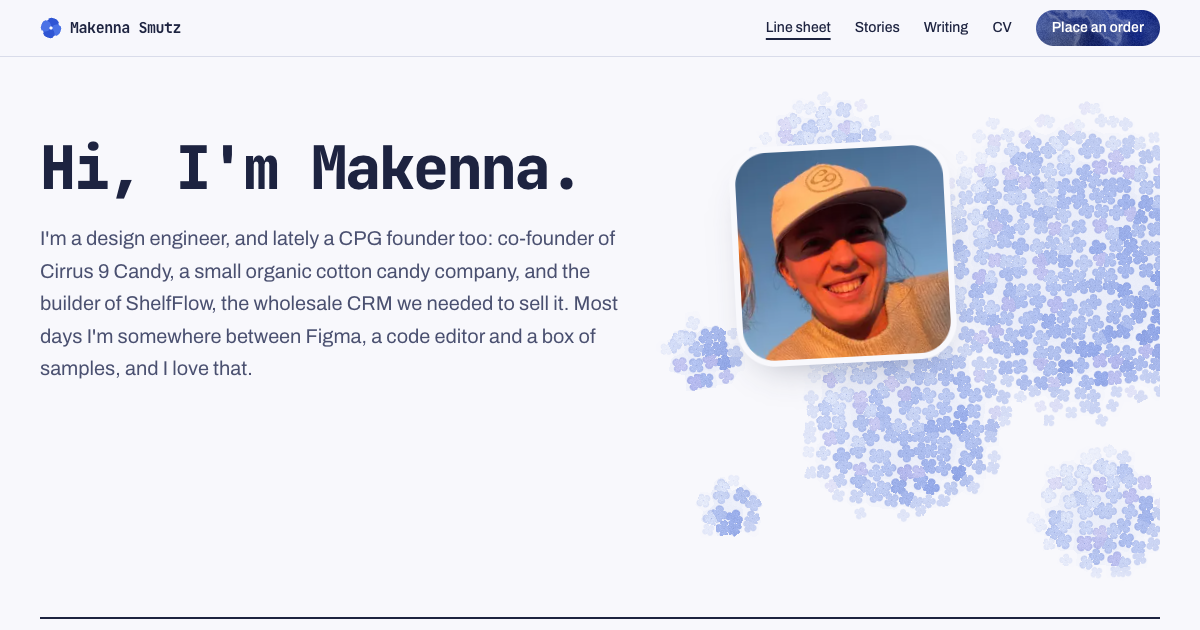 Makenna Smutz
Line sheet
Stories
Writing
CV
Place an order
Hi, I'm Makenna.
I'm a design engineer, and lately a CPG founder too: co-founder of
Cirrus 9 Candy, a small organic cotton candy company, and the
builder of ShelfFlow, the wholesale CRM we needed to sell it. Most
days I'm somewhere between Figma, a code editor and a box of
samples, and I love that.